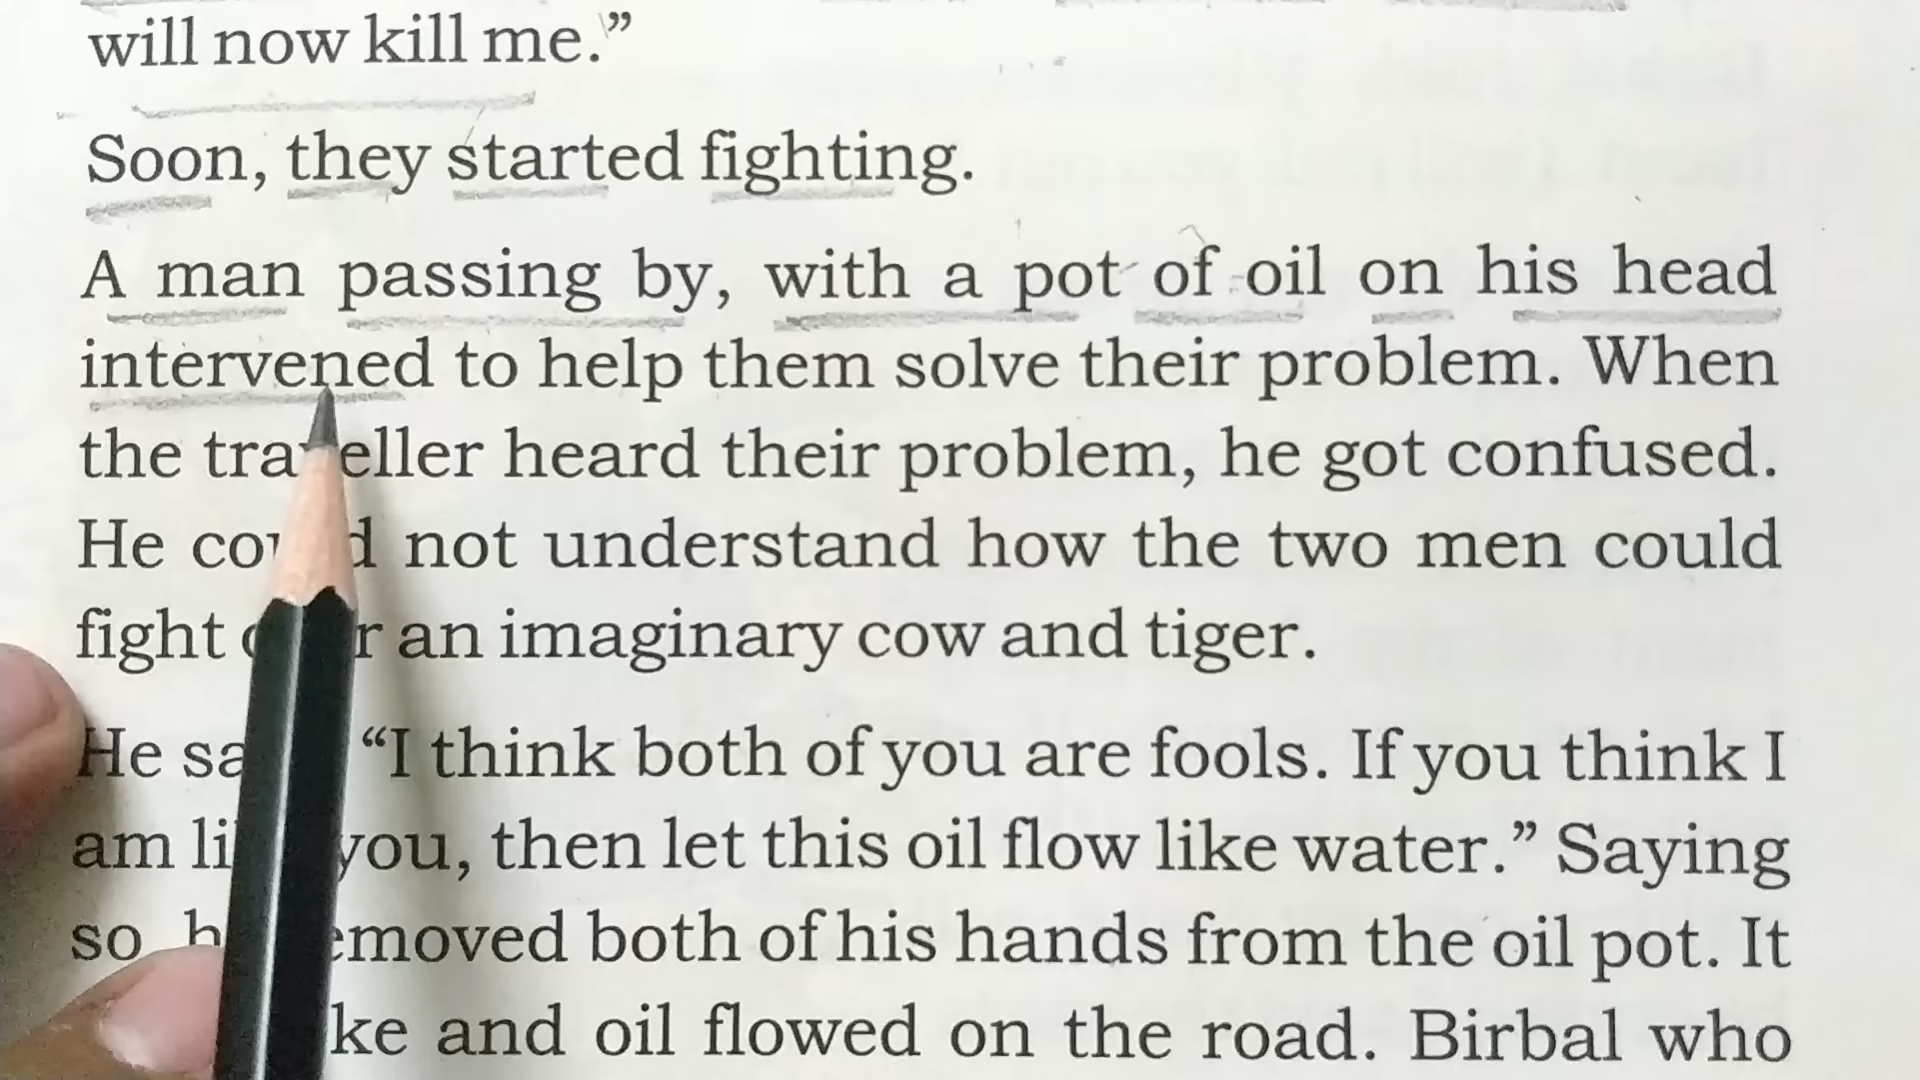 will now kill me.”
Soon, they started fighting.
A man passing by, with a pot of oil on his head
intervened to help them solve their problem. When
the traveller heard their problem, he got confused.
He could not understand how the two men could
fight over an imaginary cow and tiger.
He “I think both of you are fools. If you think I
am you, then let this oil flow like water.” Saying
so removed both of his hands from the oil pot. It
and oil flowed on the road. Birbal who